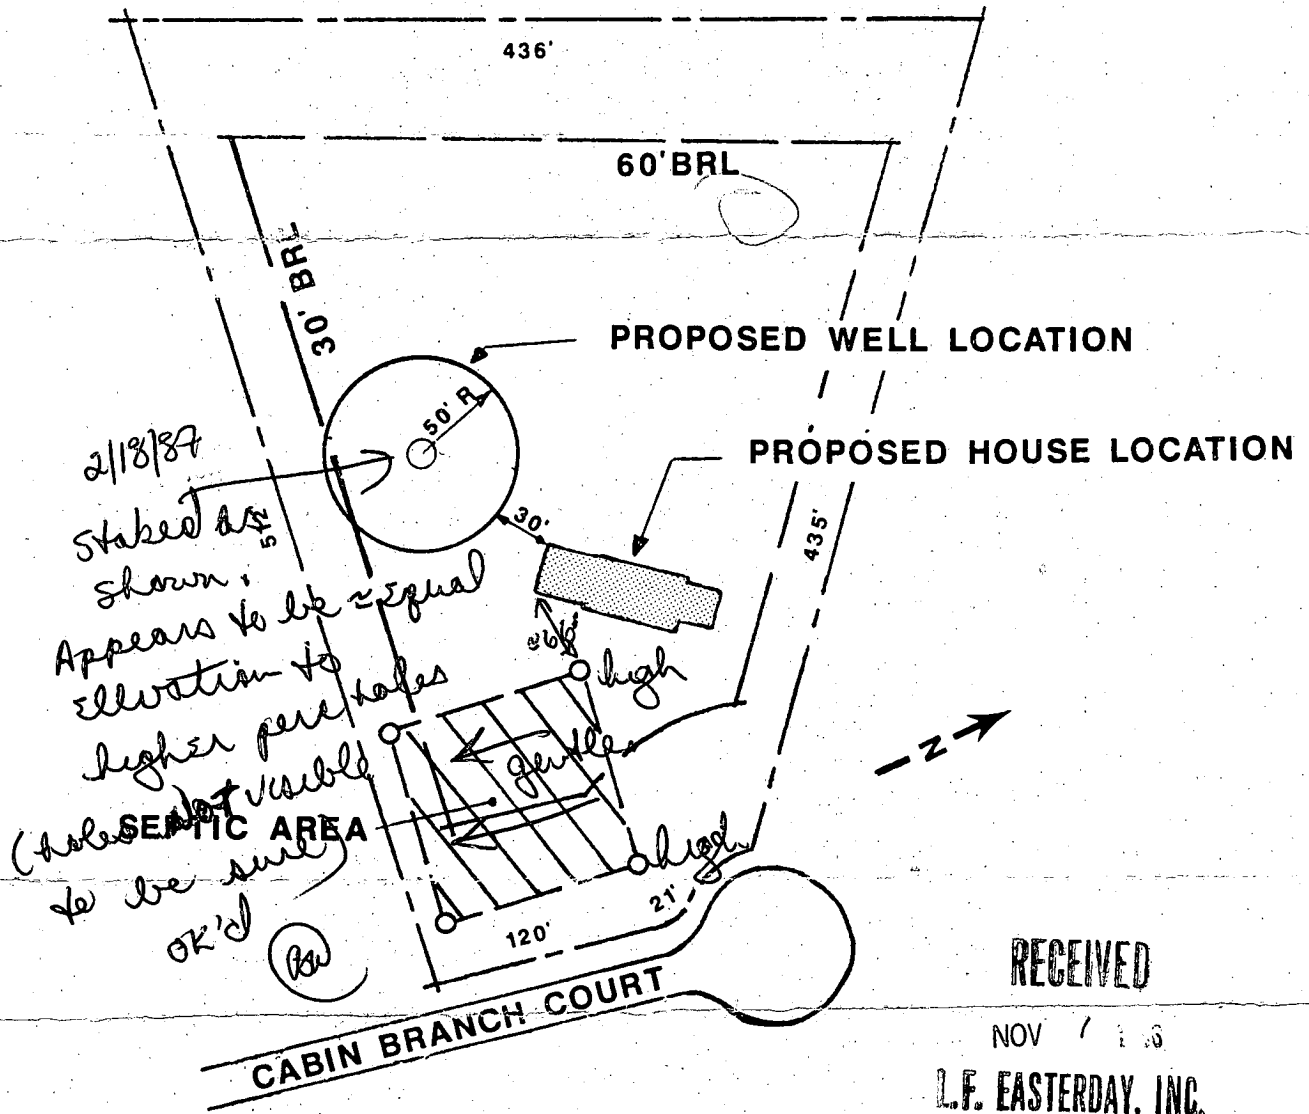 436'
60'BRL
30' BRL
PROPOSED WELL LOCATION
50' R
PROPOSED HOUSE LOCATION
2/18/87
Staked as
shown.
Appears to be ≈ equal
ellvation to
higher perc holes
(holes not visible
to be sure)
OK'd
30'
435'
high
gentle
SEPTIC AREA
high
N
21'
120'
CABIN BRANCH COURT
RECEIVED
NOV
L.F. EASTERDAY, INC.